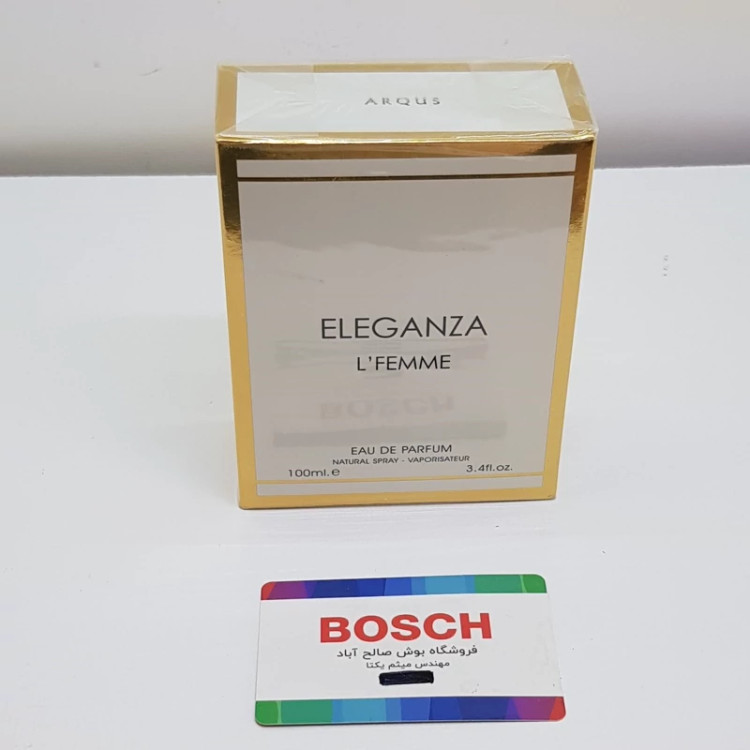 ARQUS
ELEGANZA
L'FEMME
BOSCH
EAU DE PARFUM
NATURAL SPRAY - VAPORISATEUR
100ml.e 3.4fl.oz.
BOSCH
فروشگاه بوش صالح آباد
مهندس میثم یکتا